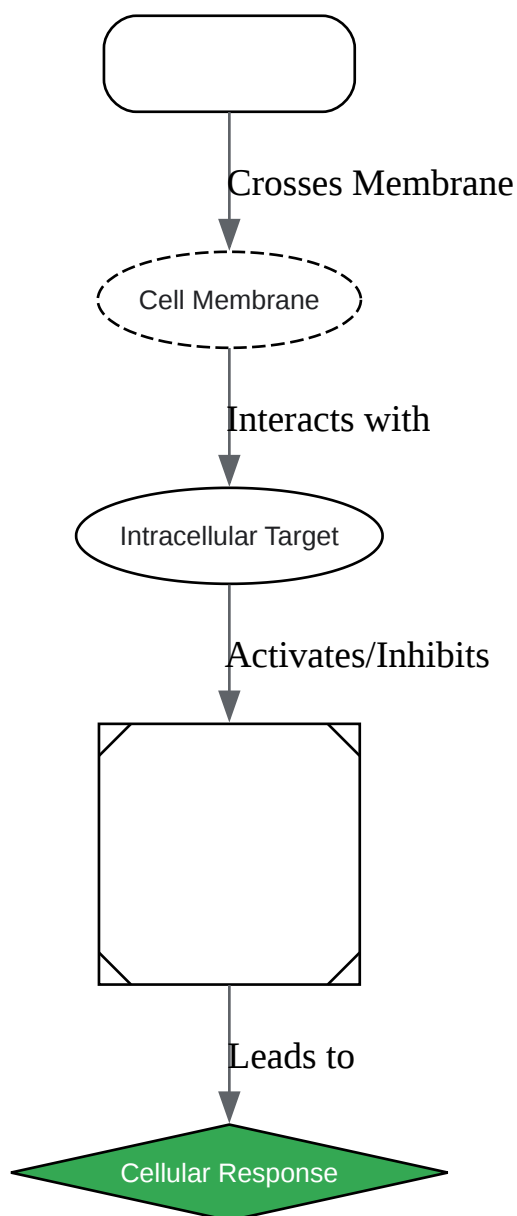 Crosses Membrane
Cell Membrane
Interacts with
Intracellular Target
Activates/Inhibits
Leads to
Cellular Response